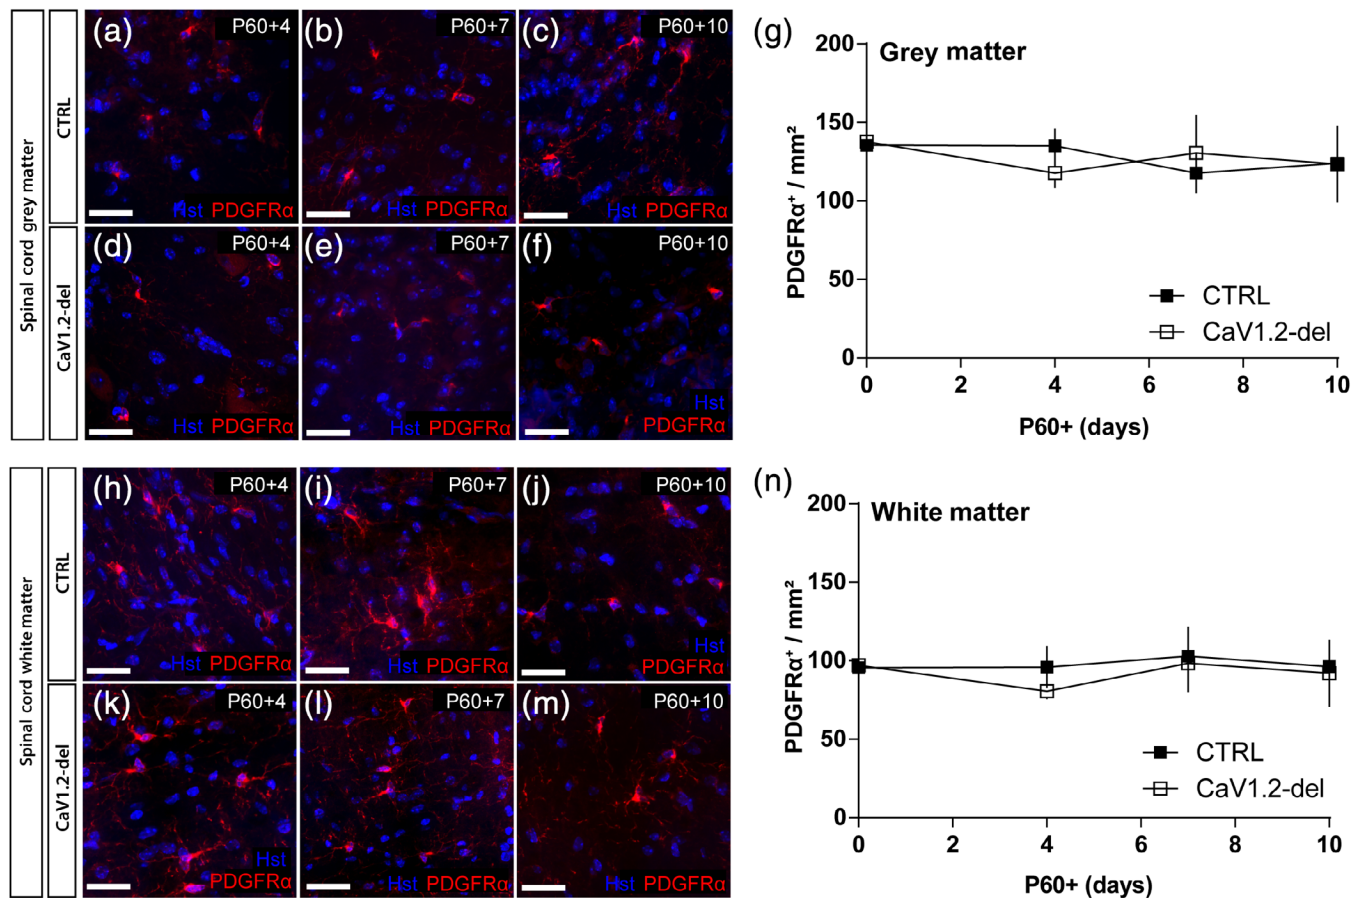 Spinal cord grey matter
CTRL
CaV1.2-del
(a) P60+4
Hst PDGFRα
(b) P60+7
Hst PDGFRα
(c) P60+10
Hst PDGFRα
(d) P60+4
Hst PDGFRα
(e) P60+7
Hst PDGFRα
(f) P60+10
Hst
PDGFRα
(g)
Grey matter
PDGFRα⁺ / mm²
200
150
100
50
0
CTRL
CaV1.2-del
0 2 4 6 8 10
P60+ (days)
Spinal cord white matter
CTRL
CaV1.2-del
(h) P60+4
Hst PDGFRα
(i) P60+7
Hst PDGFRα
(j) P60+10
Hst
PDGFRα
(k) P60+4
Hst
PDGFRα
(l) P60+7
Hst PDGFRα
(m) P60+10
Hst PDGFRα
(n)
White matter
PDGFRα⁺ / mm²
200
150
100
50
0
CTRL
CaV1.2-del
0 2 4 6 8 10
P60+ (days)